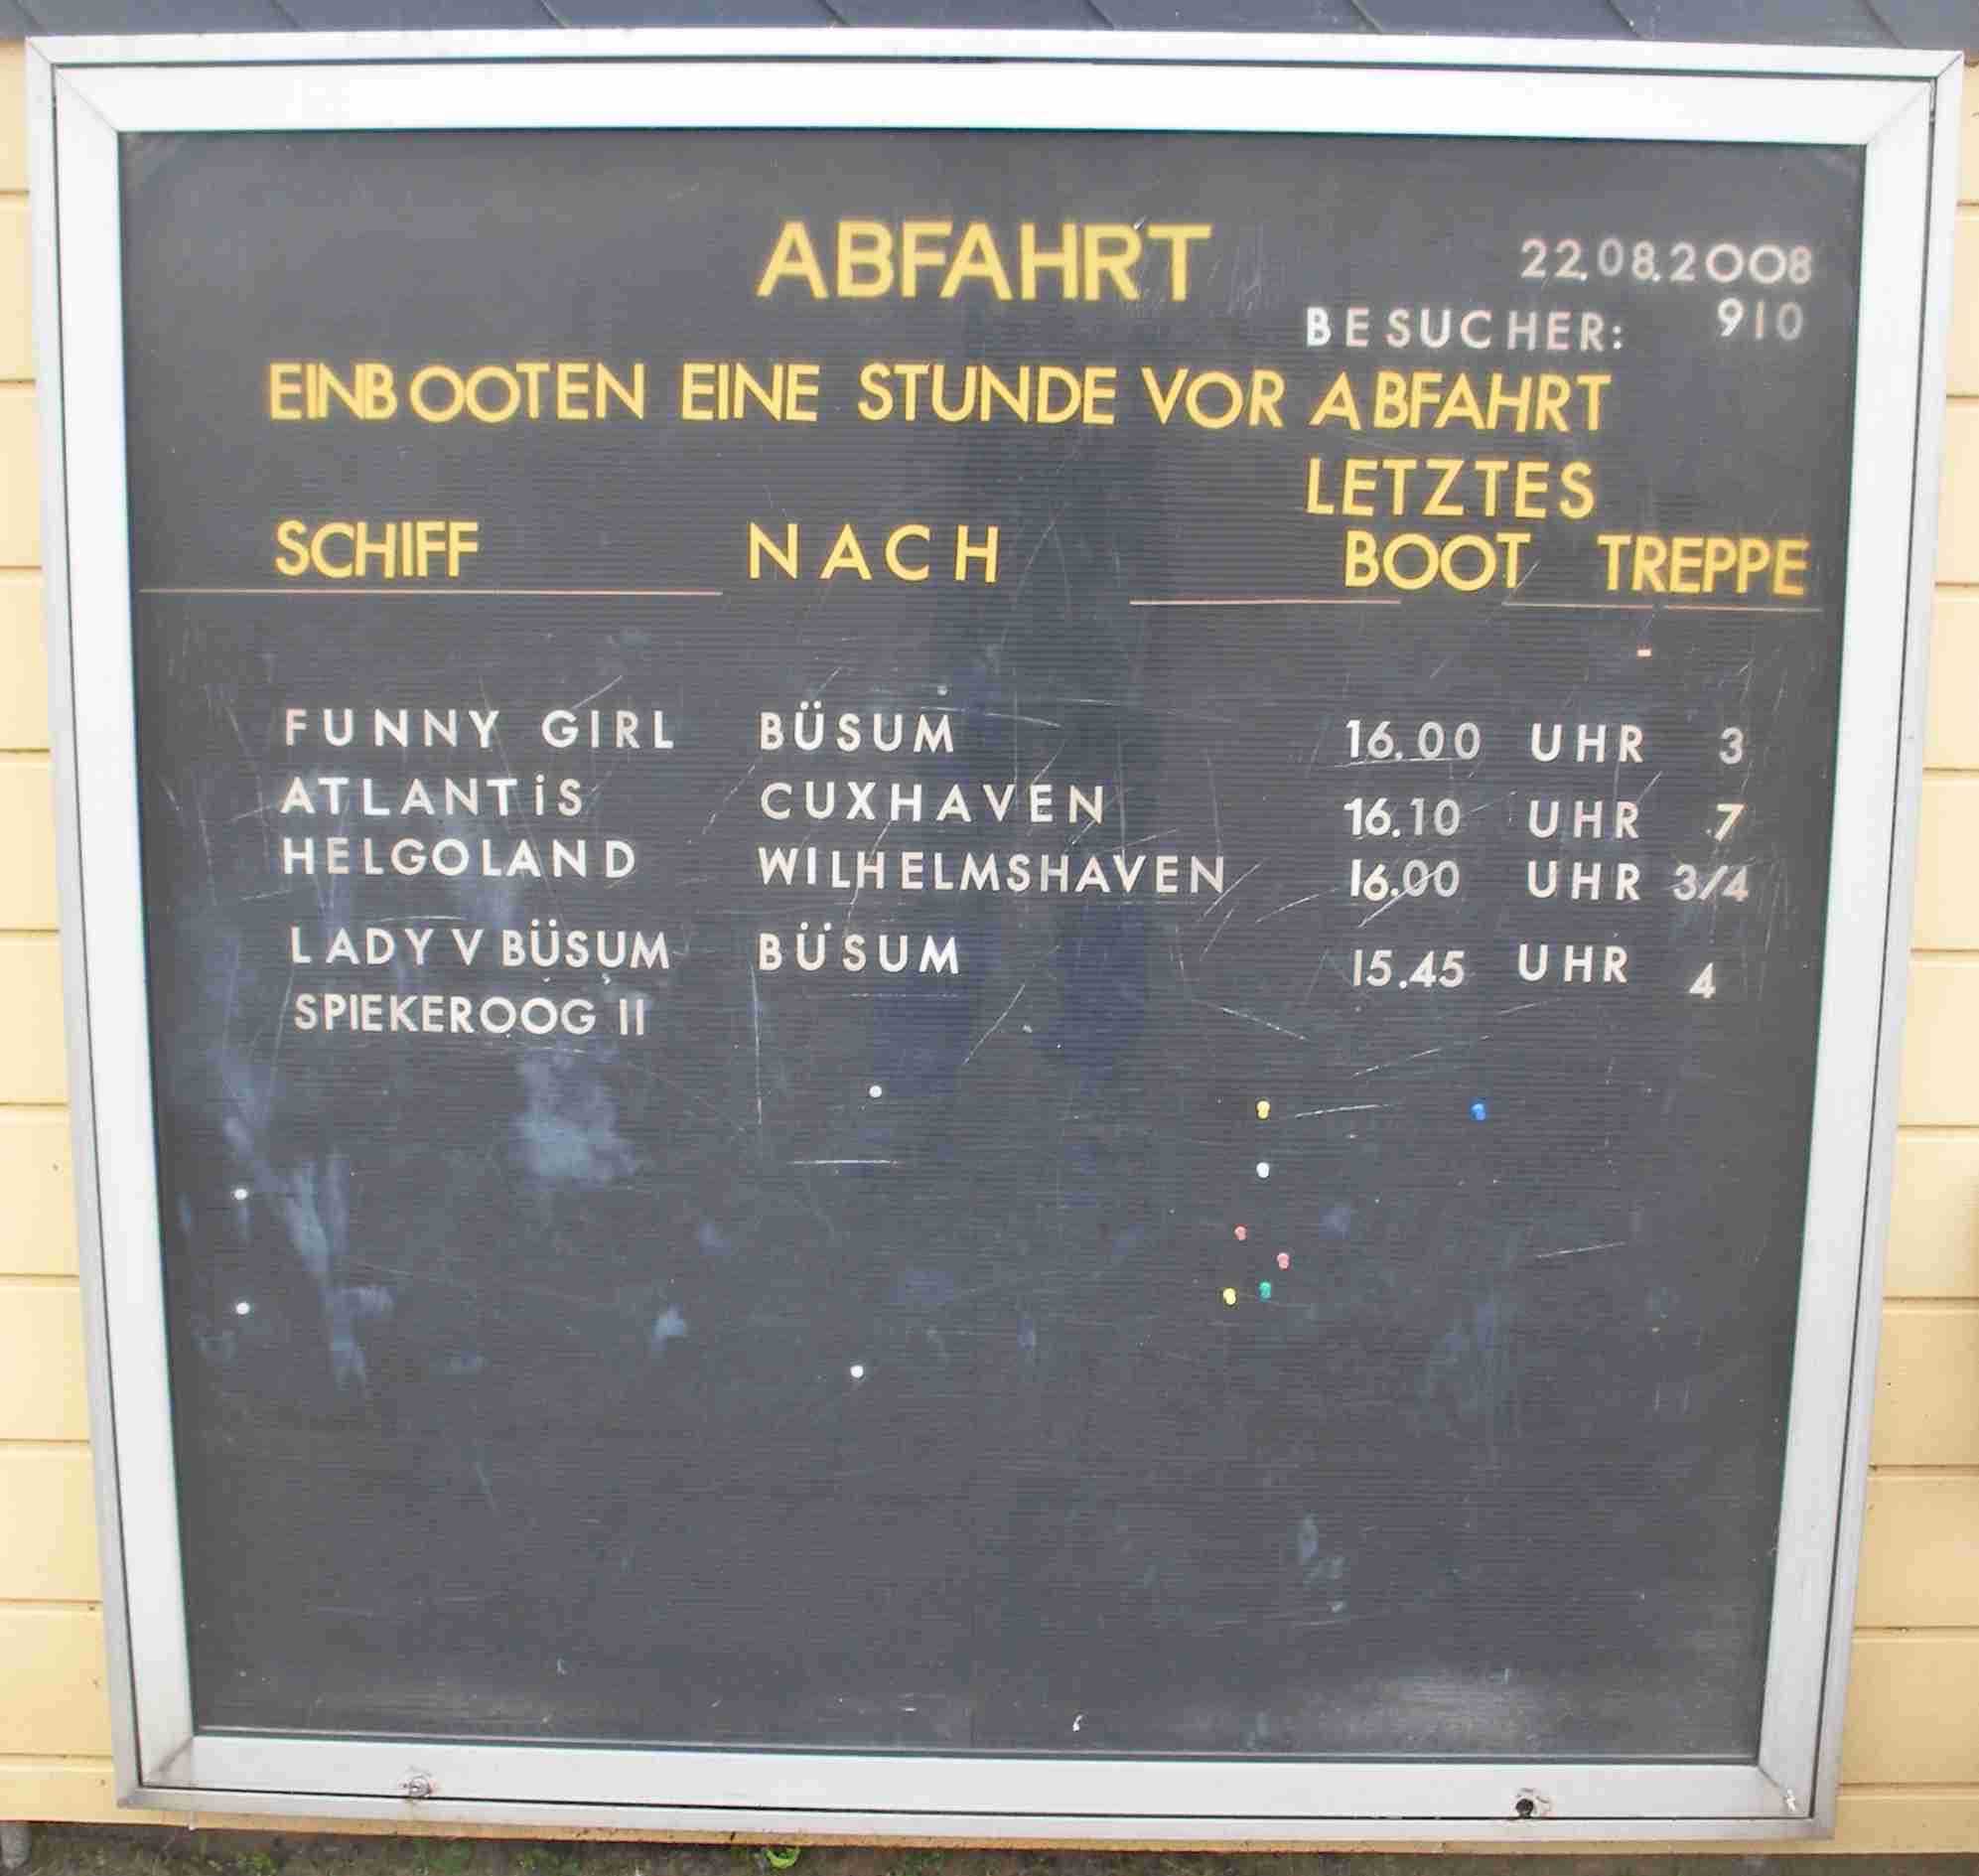 ABFAHRT 22.08.2008
BESUCHER: 910
EINBOOTEN EINE STUNDE VOR ABFAHRT
LETZTES
SCHIFF NACH BOOT TREPPE
FUNNY GIRL BÜSUM 16.00 UHR 3
ATLANTiS CUXHAVEN 16.10 UHR 7
HELGOLAND WILHELMSHAVEN 16.00 UHR 3/4
LADY V BÜSUM BÜSUM 15.45 UHR 4
SPIEKEROOG II